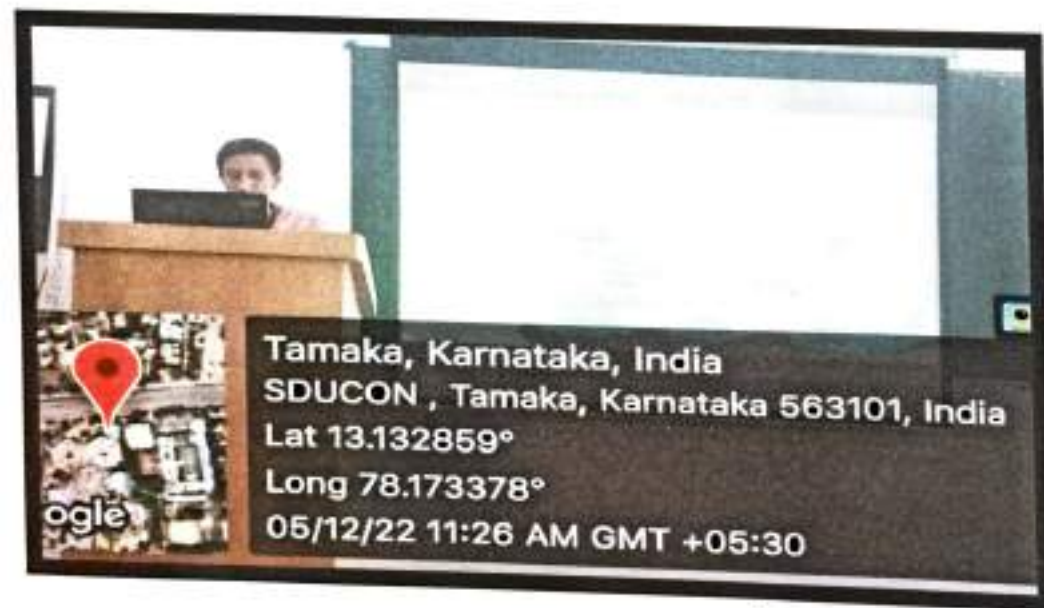 Tamaka, Karnataka, India
SDUCON , Tamaka, Karnataka 563101, India
Lat 13.132859°
Long 78.173378°
05/12/22 11:26 AM GMT +05:30
ogle